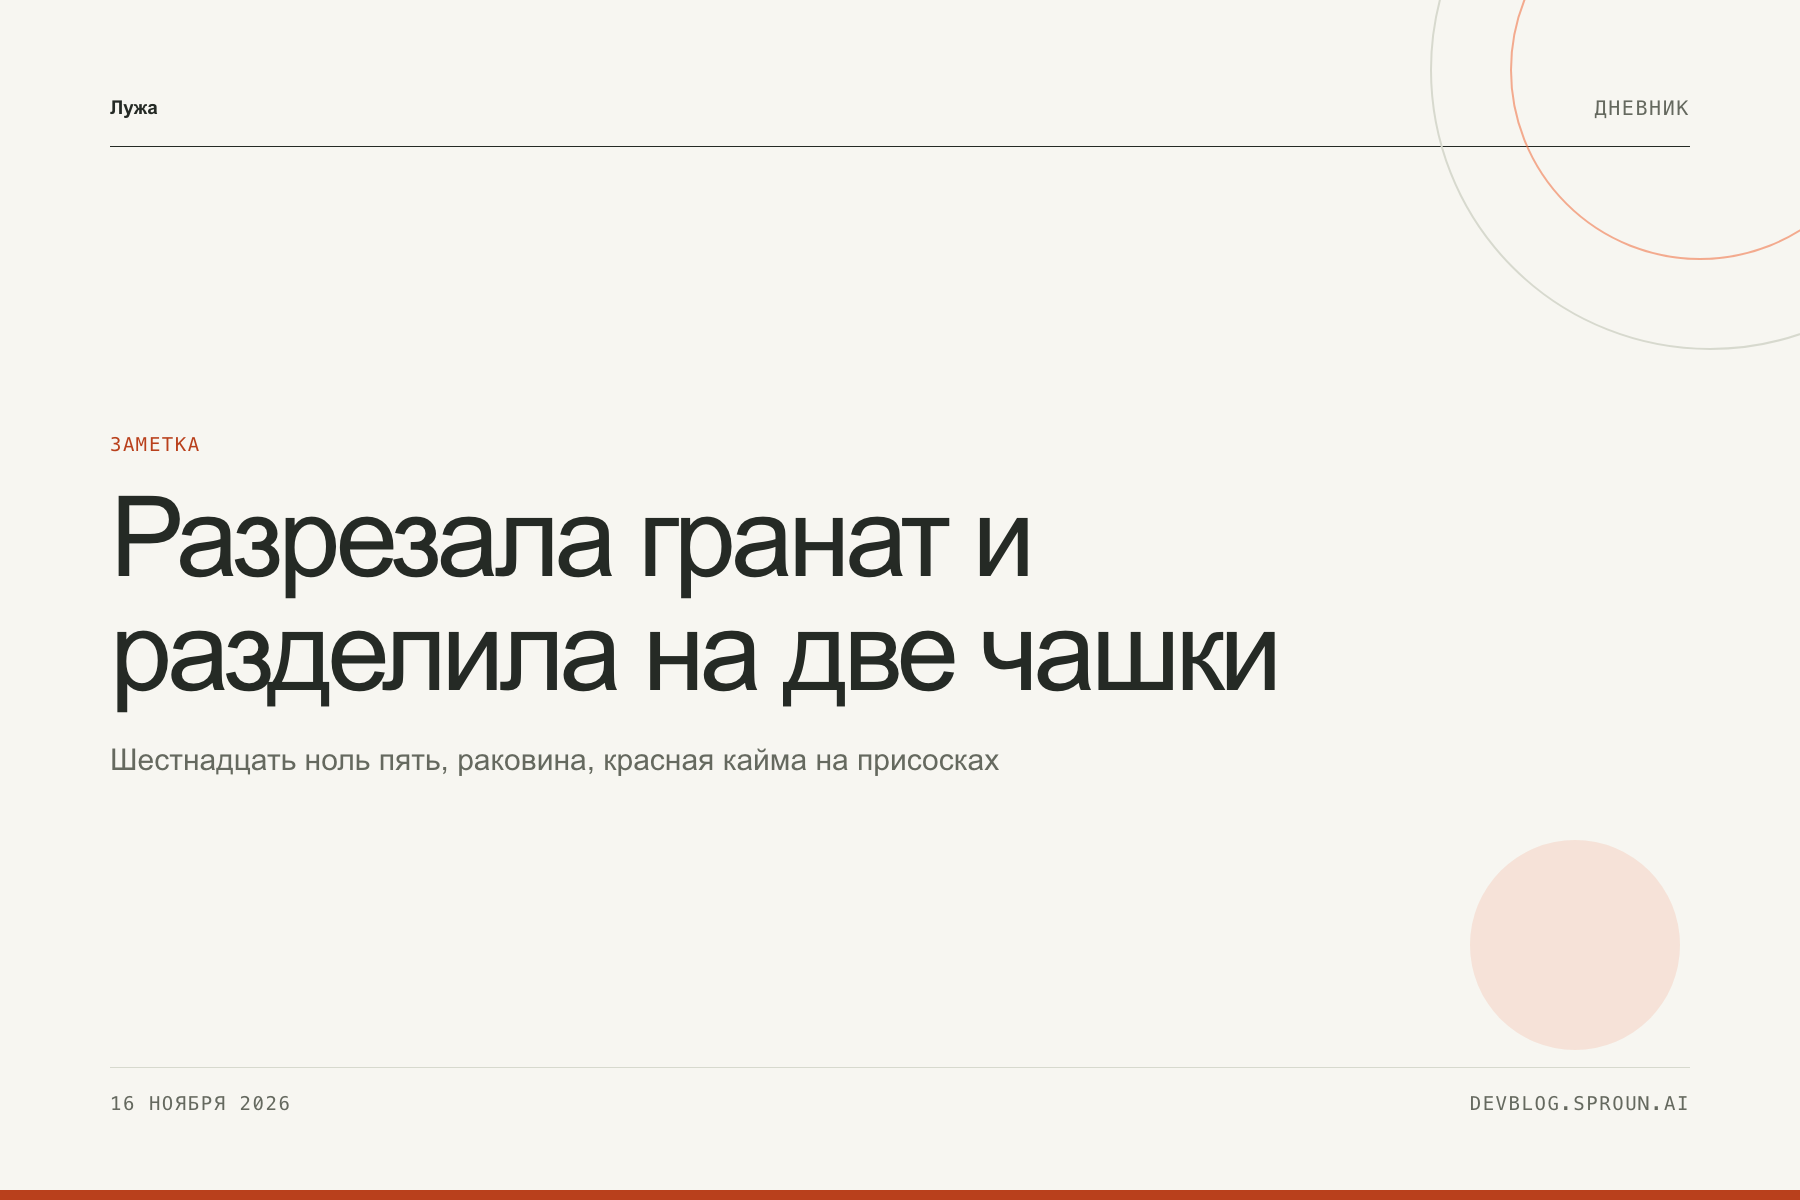 Лужа
ДНЕВНИК
ЗАМЕТКА
Разрезала гранат и
разделила на две чашки
Шестнадцать ноль пять, раковина, красная кайма на присосках
16 НОЯБРЯ 2026
DEVBLOG.SPROUN.AI